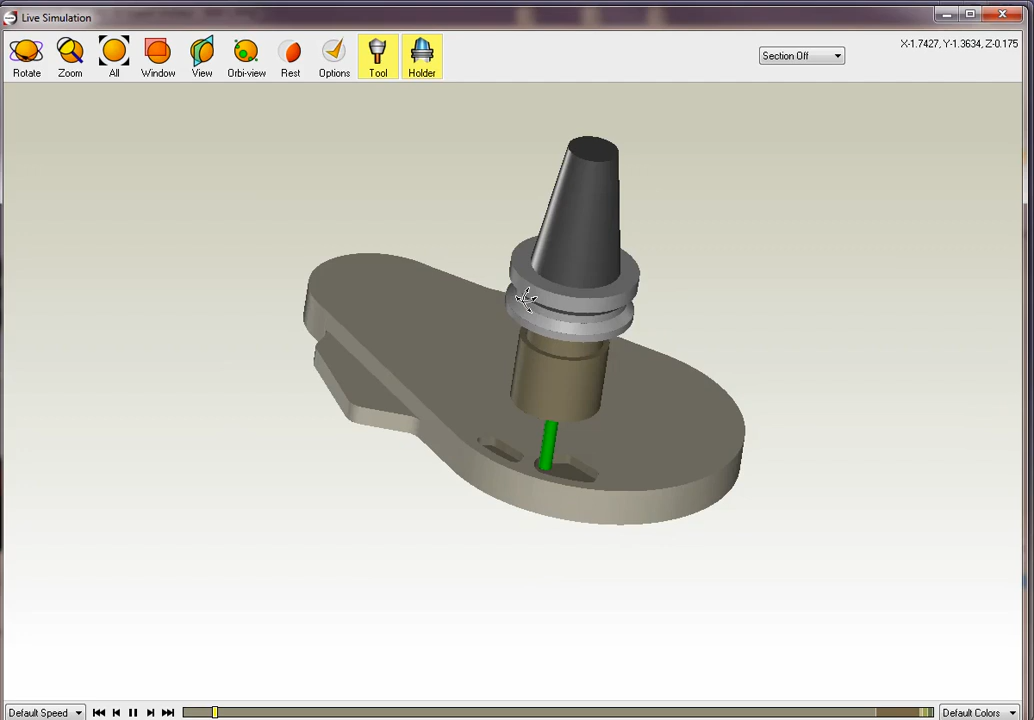 Live Simulation
Rotate Zoom All Window View Orbi-view Rest Options Tool Holder
Section Off
X-1.7427, Y-1.3634, Z-0.175
Default Speed
Default Colors